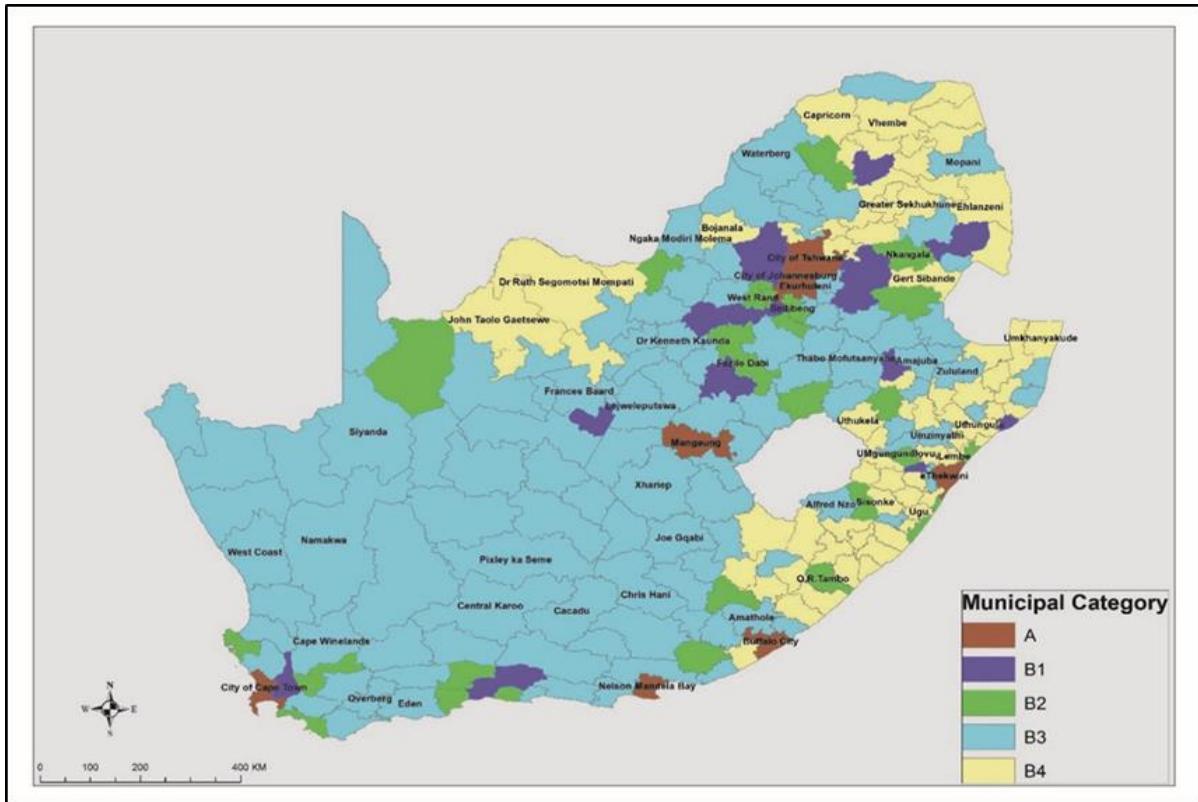 Capricorn
Vhembe
Waterberg
Mopani
Greater Sekhukhune
Ehlanzeni
Bojanala
Ngaka Modiri Molema
City of Tshwane
Nkangala
Dr Ruth Segomotsi Mompati
City of Johannesburg
Gert Sibande
Ekurhuleni
West Rand
Sedibeng
John Taolo Gaetsewe
Umkhanyakude
Dr Kenneth Kaunda
Thabo Mofutsanyane
Amajuba
Fezile Dabi
Zululand
Frances Baard
Lejweleputswa
Siyanda
Uthukela
Uthungulu
Mangeung
Umzinyathi
UMgungundlovu
iLembe
eThekwini
Xhariep
Alfred Nzo
Sisonke
Ugu
Namakwa
Joe Gqabi
West Coast
Pixley ka Seme
O.R.Tambo
Chris Hani
Central Karoo
Cacadu
Amathole
Cape Winelands
Buffalo City
City of Cape Town
Nelson Mandela Bay
Overberg
Eden
Municipal Category
A
B1
B2
B3
B4
N
W E
S
0 100 200 400 KM